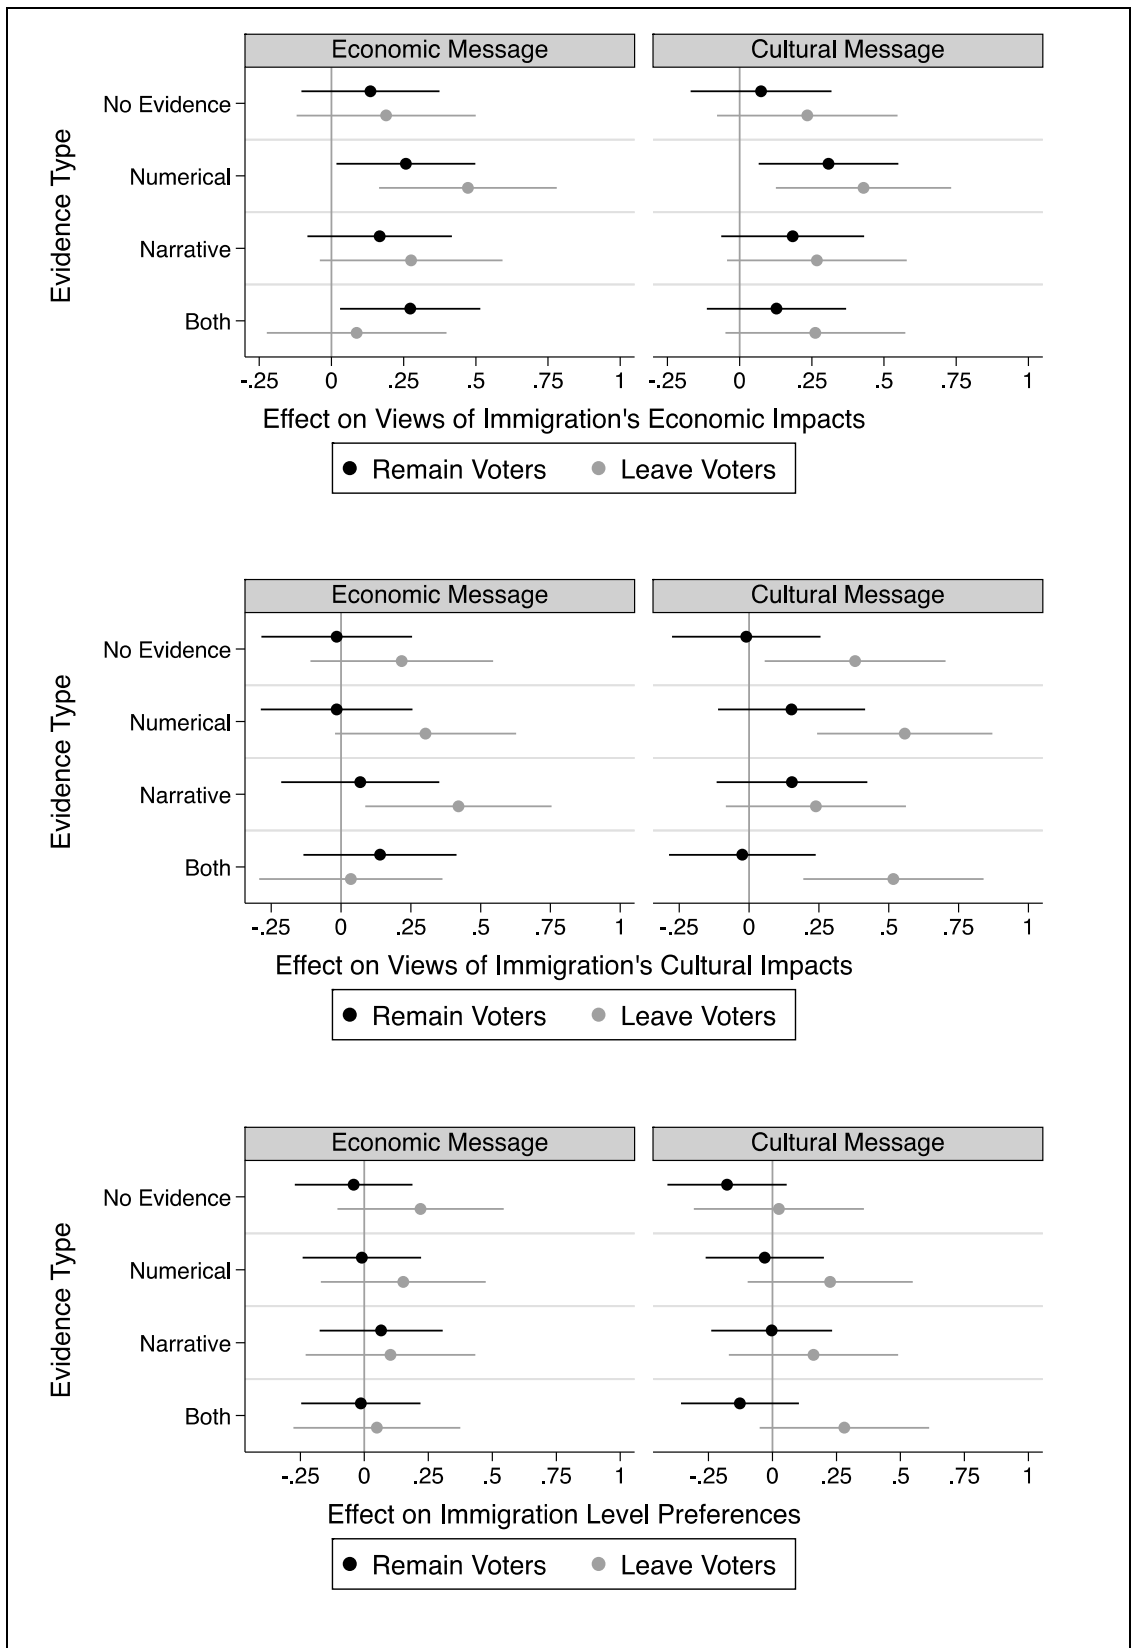 Economic Message Cultural Message
Evidence Type
No Evidence
Numerical
Narrative
Both
-.25 0 .25 .5 .75 1 -.25 0 .25 .5 .75 1
Effect on Views of Immigration's Economic Impacts
Remain Voters Leave Voters
Economic Message Cultural Message
Evidence Type
No Evidence
Numerical
Narrative
Both
-.25 0 .25 .5 .75 1 -.25 0 .25 .5 .75 1
Effect on Views of Immigration's Cultural Impacts
Remain Voters Leave Voters
Economic Message Cultural Message
Evidence Type
No Evidence
Numerical
Narrative
Both
-.25 0 .25 .5 .75 1 -.25 0 .25 .5 .75 1
Effect on Immigration Level Preferences
Remain Voters Leave Voters